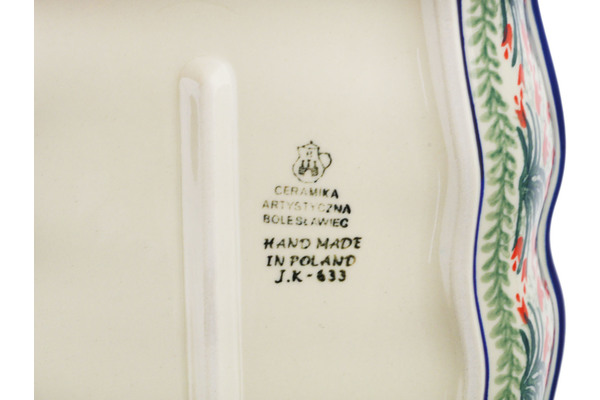 CERAMIKA
ARTYSTYCZNA
BOLESŁAWIEC
HAND MADE
IN POLAND
J.K-633